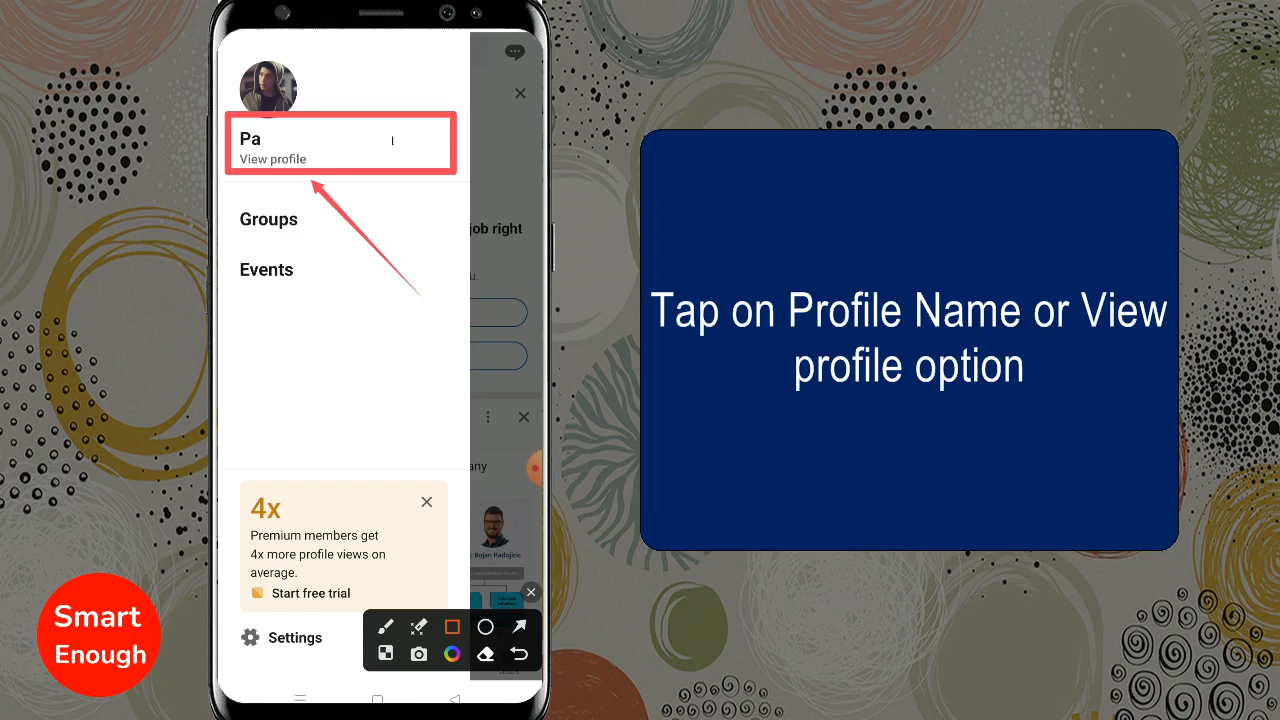 Pa
View profile
Groups
Events
job right
u.
any
4x
Premium members get
4x more profile views on
average.
Start free trial
Bojan Radojicic
Settings
Tap on Profile Name or View
profile option
Smart
Enough